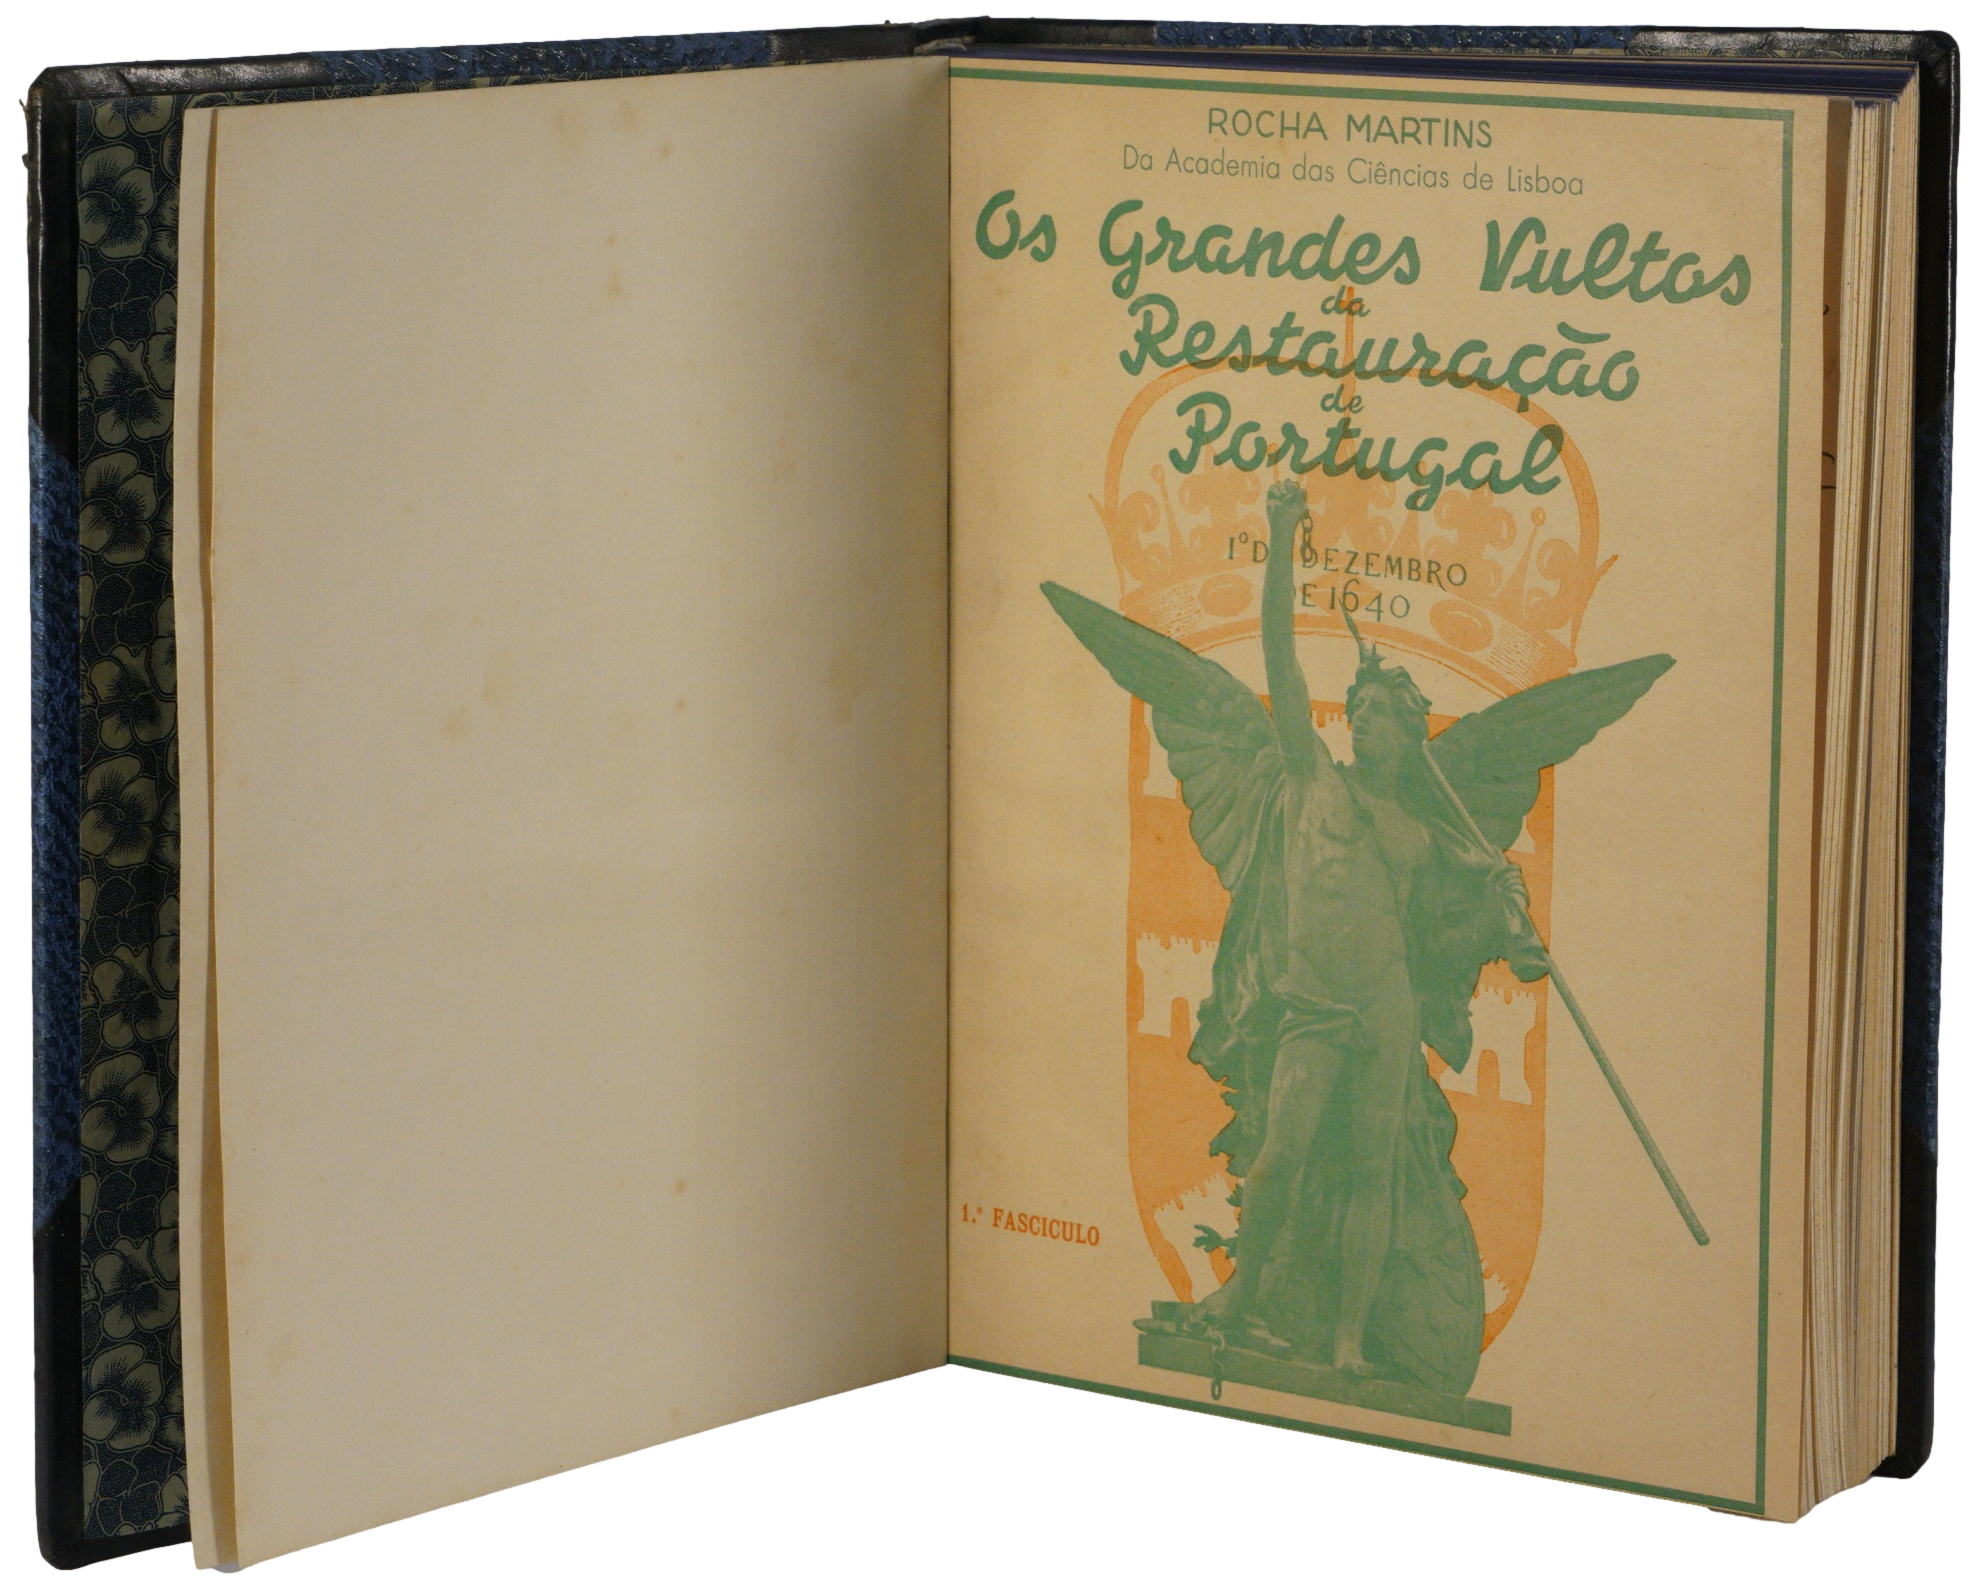 ROCHA MARTINS
Da Academia das Ciências de Lisboa
Os Grandes Vultos
da
Restauração
de
Portugal
1º D DEZEMBRO
DE 1640
1.º FASCICULO